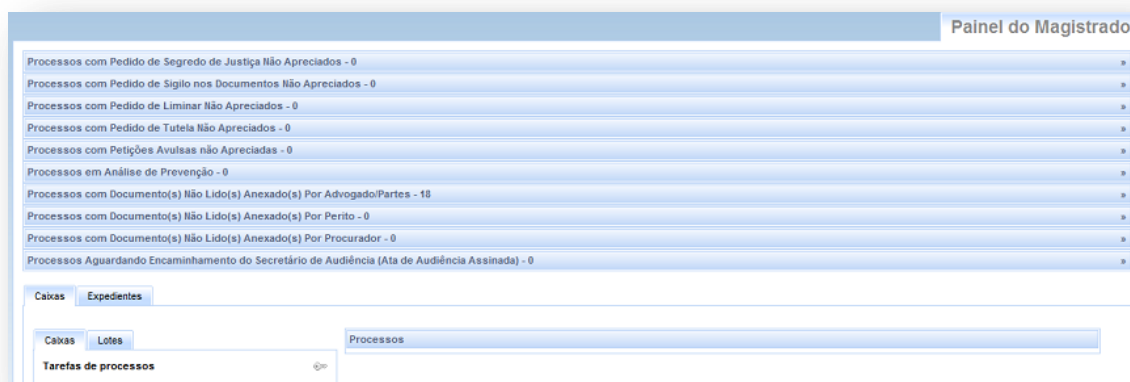 Painel do Magistrado
Processos com Pedido de Segredo de Justiça Não Apreciados - 0 »
Processos com Pedido de Sigilo nos Documentos Não Apreciados - 0 »
Processos com Pedido de Liminar Não Apreciados - 0 »
Processos com Pedido de Tutela Não Apreciados - 0 »
Processos com Petições Avulsas não Apreciadas - 0 »
Processos em Análise de Prevenção - 0 »
Processos com Documento(s) Não Lido(s) Anexado(s) Por Advogado/Partes - 18 »
Processos com Documento(s) Não Lido(s) Anexado(s) Por Perito - 0 »
Processos com Documento(s) Não Lido(s) Anexado(s) Por Procurador - 0 »
Processos Aguardando Encaminhamento do Secretário de Audiência (Ata de Audiência Assinada) - 0 »
Caixas Expedientes
Caixas Lotes Processos
Tarefas de processos